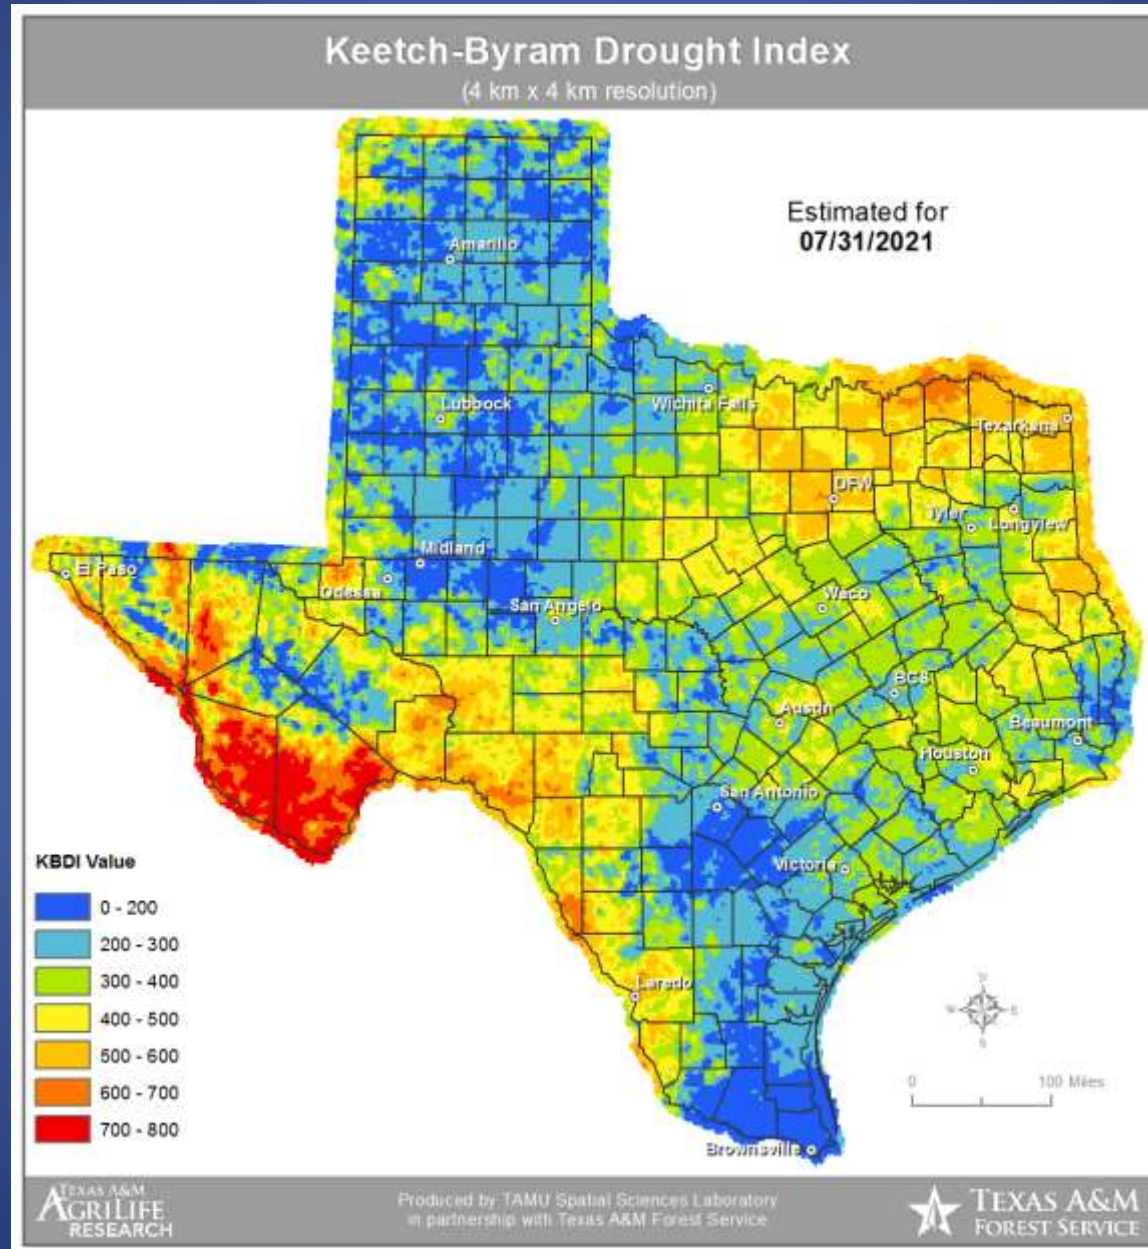 Keetch-Byram Drought Index
(4 km x 4 km resolution)
Estimated for
07/31/2021
Amarillo
Lubbock
Wichita Falls
Texarkana
DFW
Tyler
Longview
Midland
El Paso
Odessa
San Angelo
Waco
BCS
Austin
Beaumont
Houston
San Antonio
Victoria
Laredo
Brownsville
KBDI Value
0 - 200
200 - 300
300 - 400
400 - 500
500 - 600
600 - 700
700 - 800
N
W E
S
0 100 Miles
TEXAS A&M
AGRILIFE
RESEARCH
Produced by TAMU Spatial Sciences Laboratory
in partnership with Texas A&M Forest Service
TEXAS A&M
FOREST SERVICE